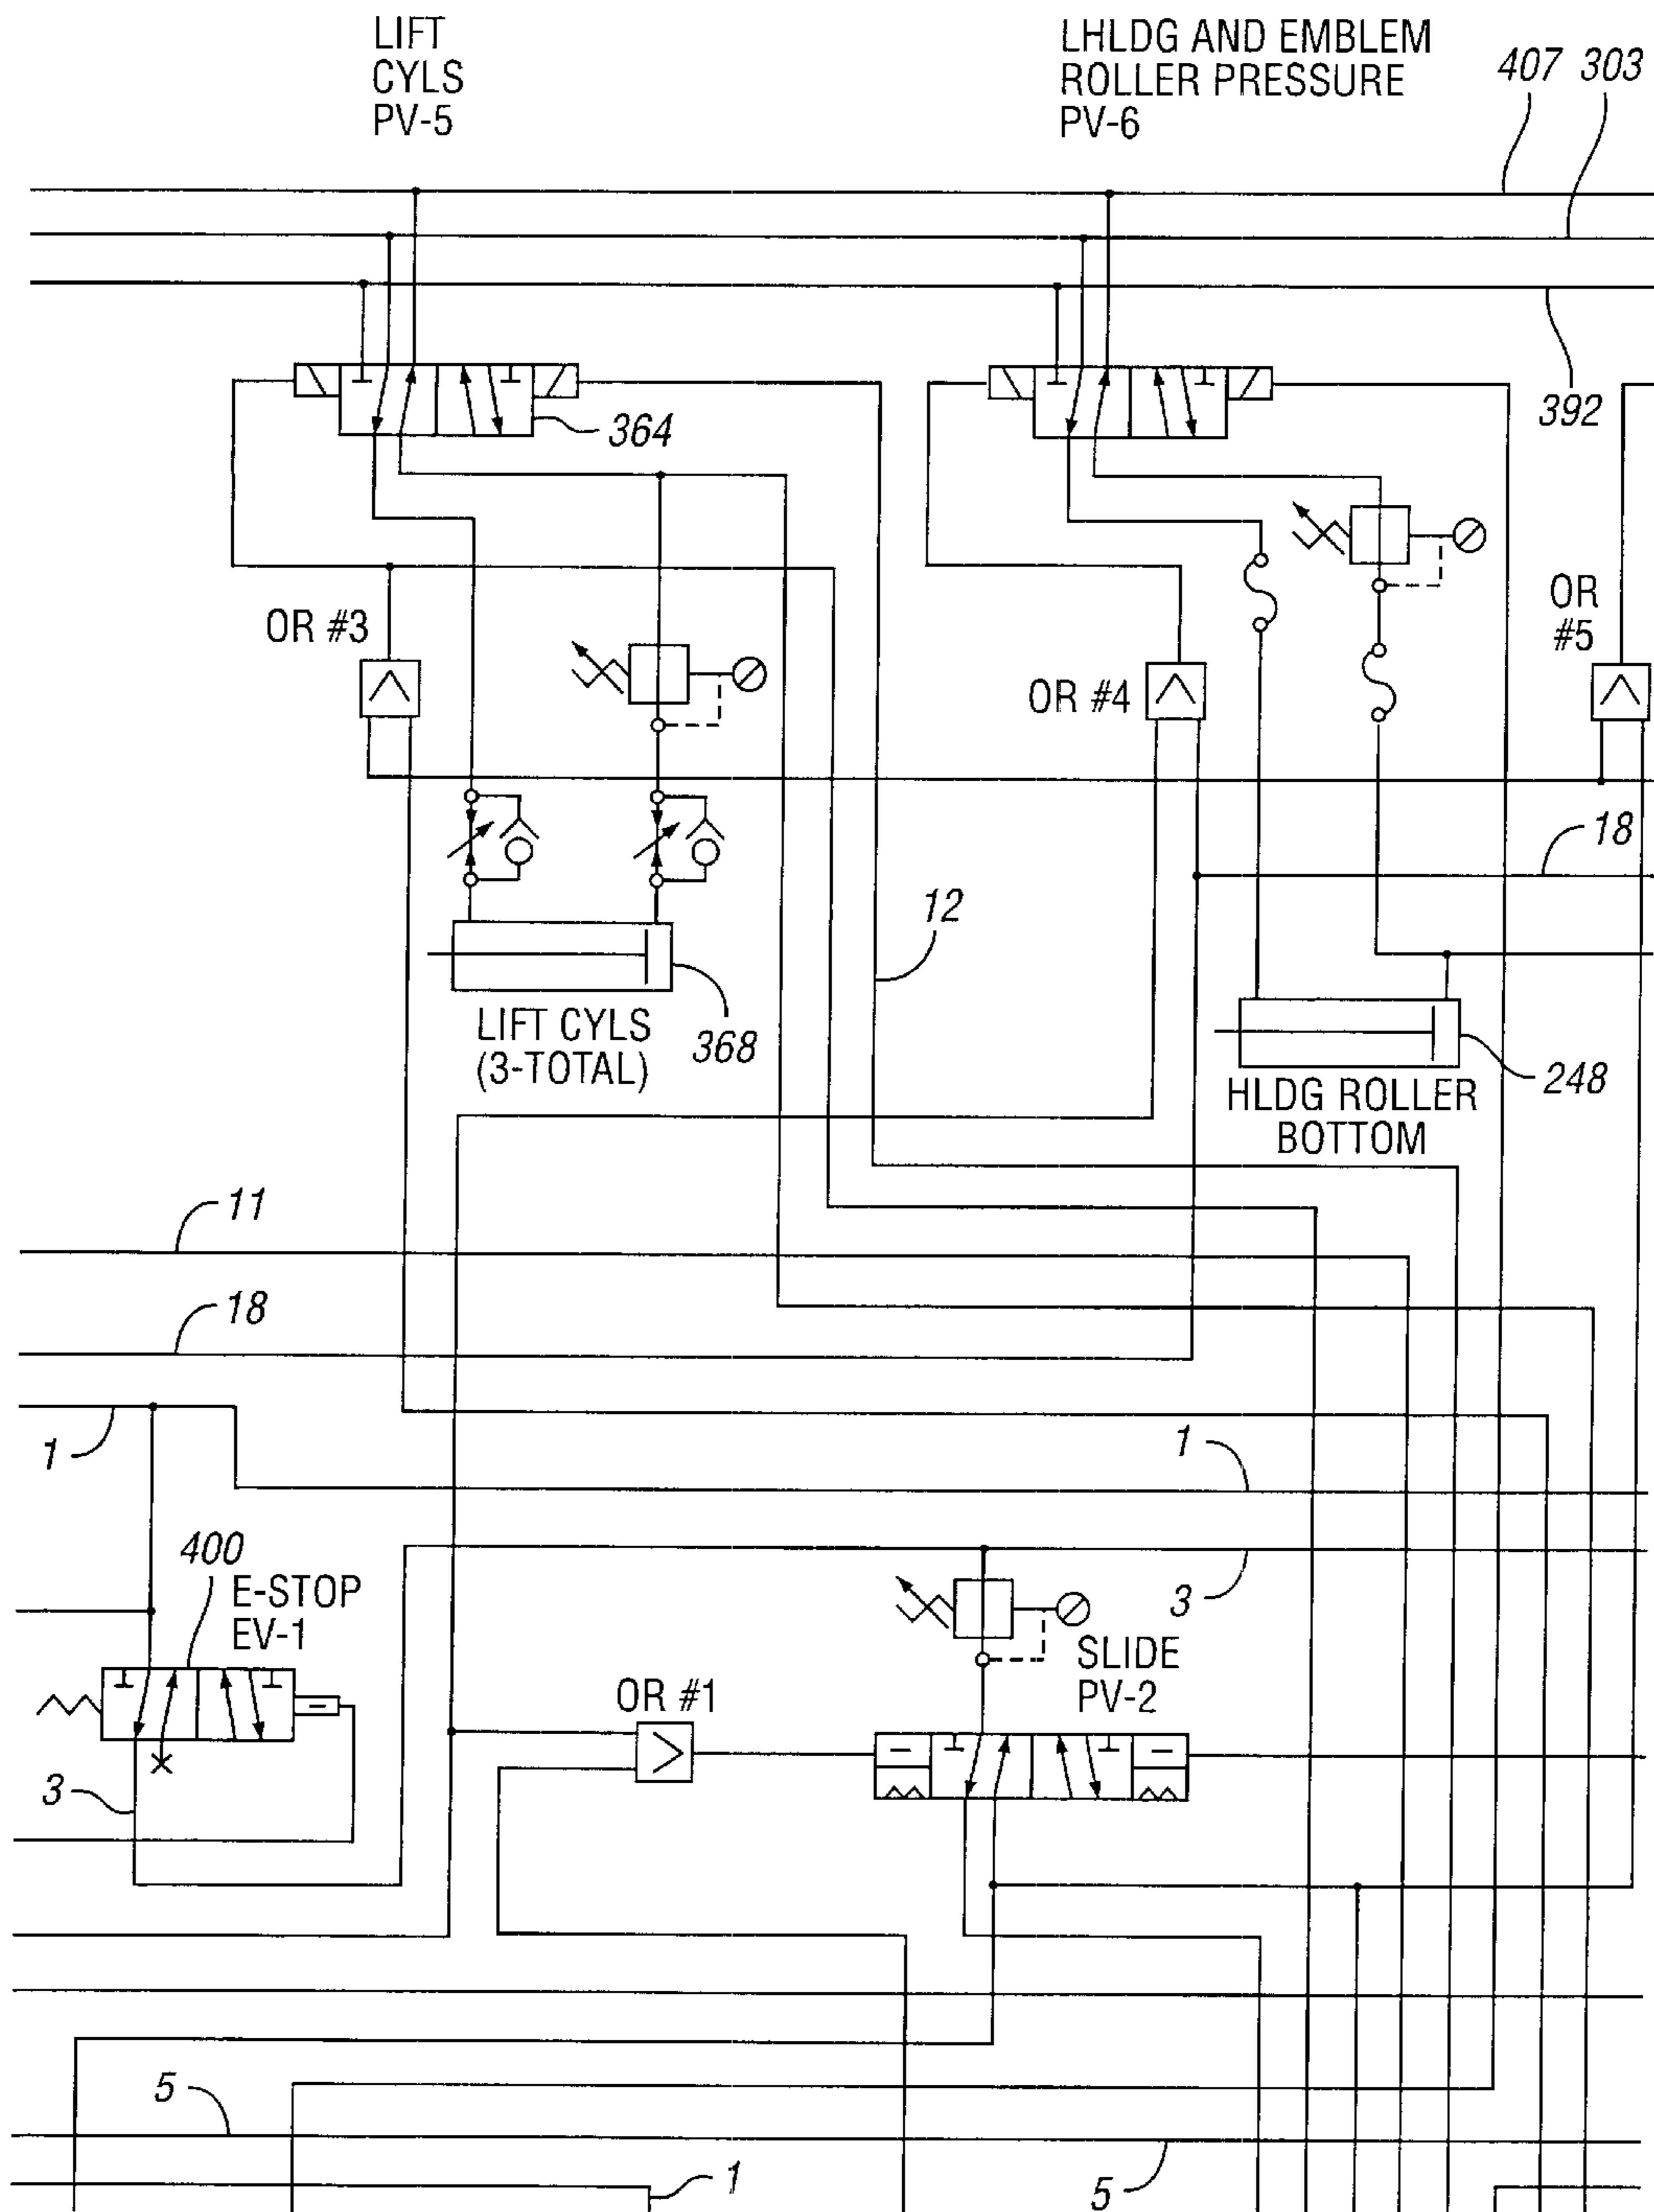 LIFT
CYLS
PV-5
LHLDG AND EMBLEM
ROLLER PRESSURE
PV-6
407 303
364
392
OR #3
OR #4
OR
#5
18
12
LIFT CYLS
(3-TOTAL)
368
248
HLDG ROLLER
BOTTOM
11
18
1
1
400
E-STOP
EV-1
3
SLIDE
PV-2
OR #1
3
5
1
5